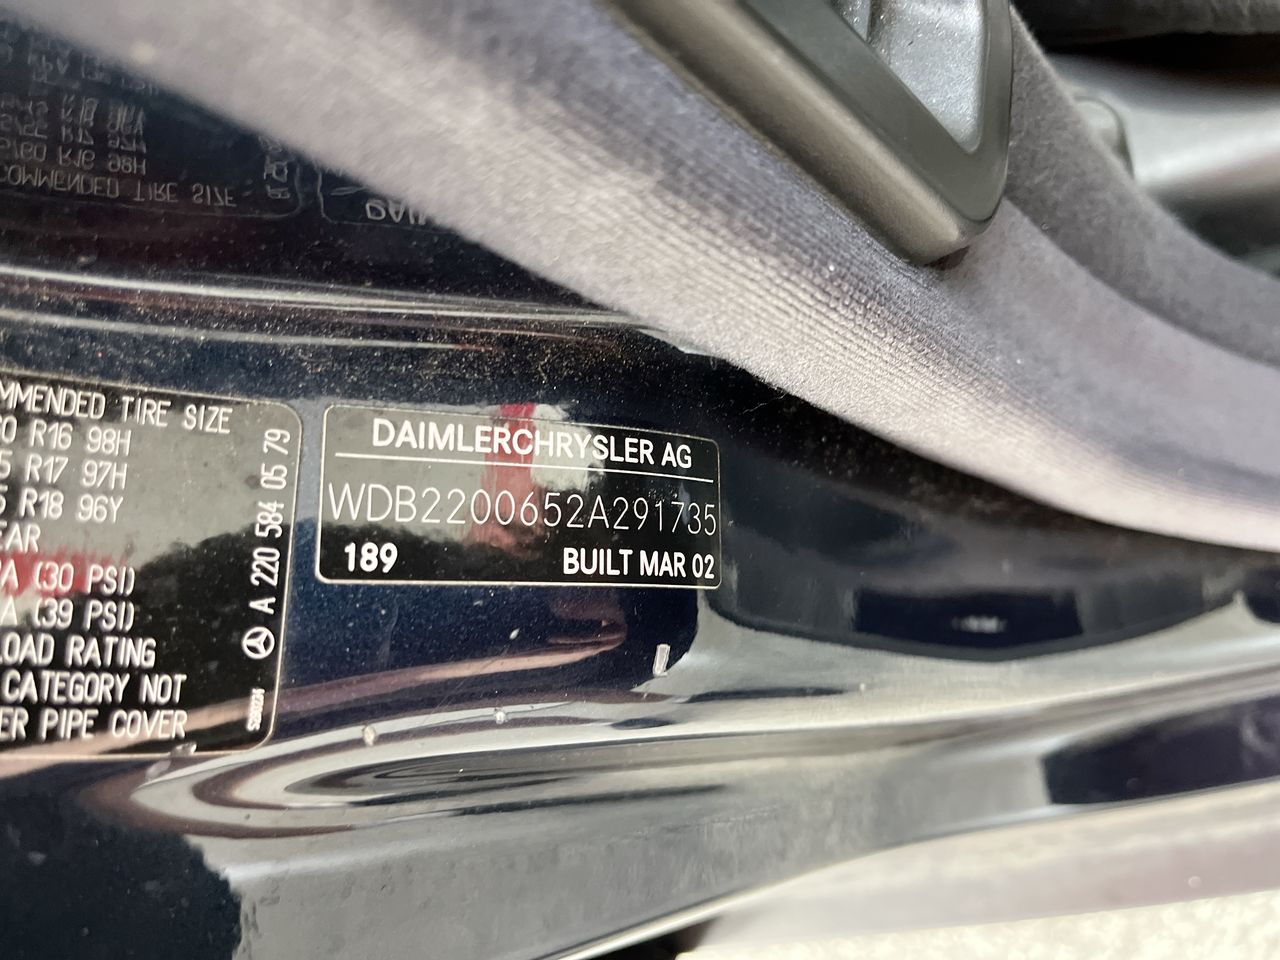 MMENDED TIRE SIZE
R16 98H
R17 97H
R18 96Y
EAR
(30 PSI)
(39 PSI)
LOAD RATING
CATEGORY NOT
ER PIPE COVER
A 220 584 05 79
DAIMLERCHRYSLER AG
WDB2200652A291735
189 BUILT MAR 02